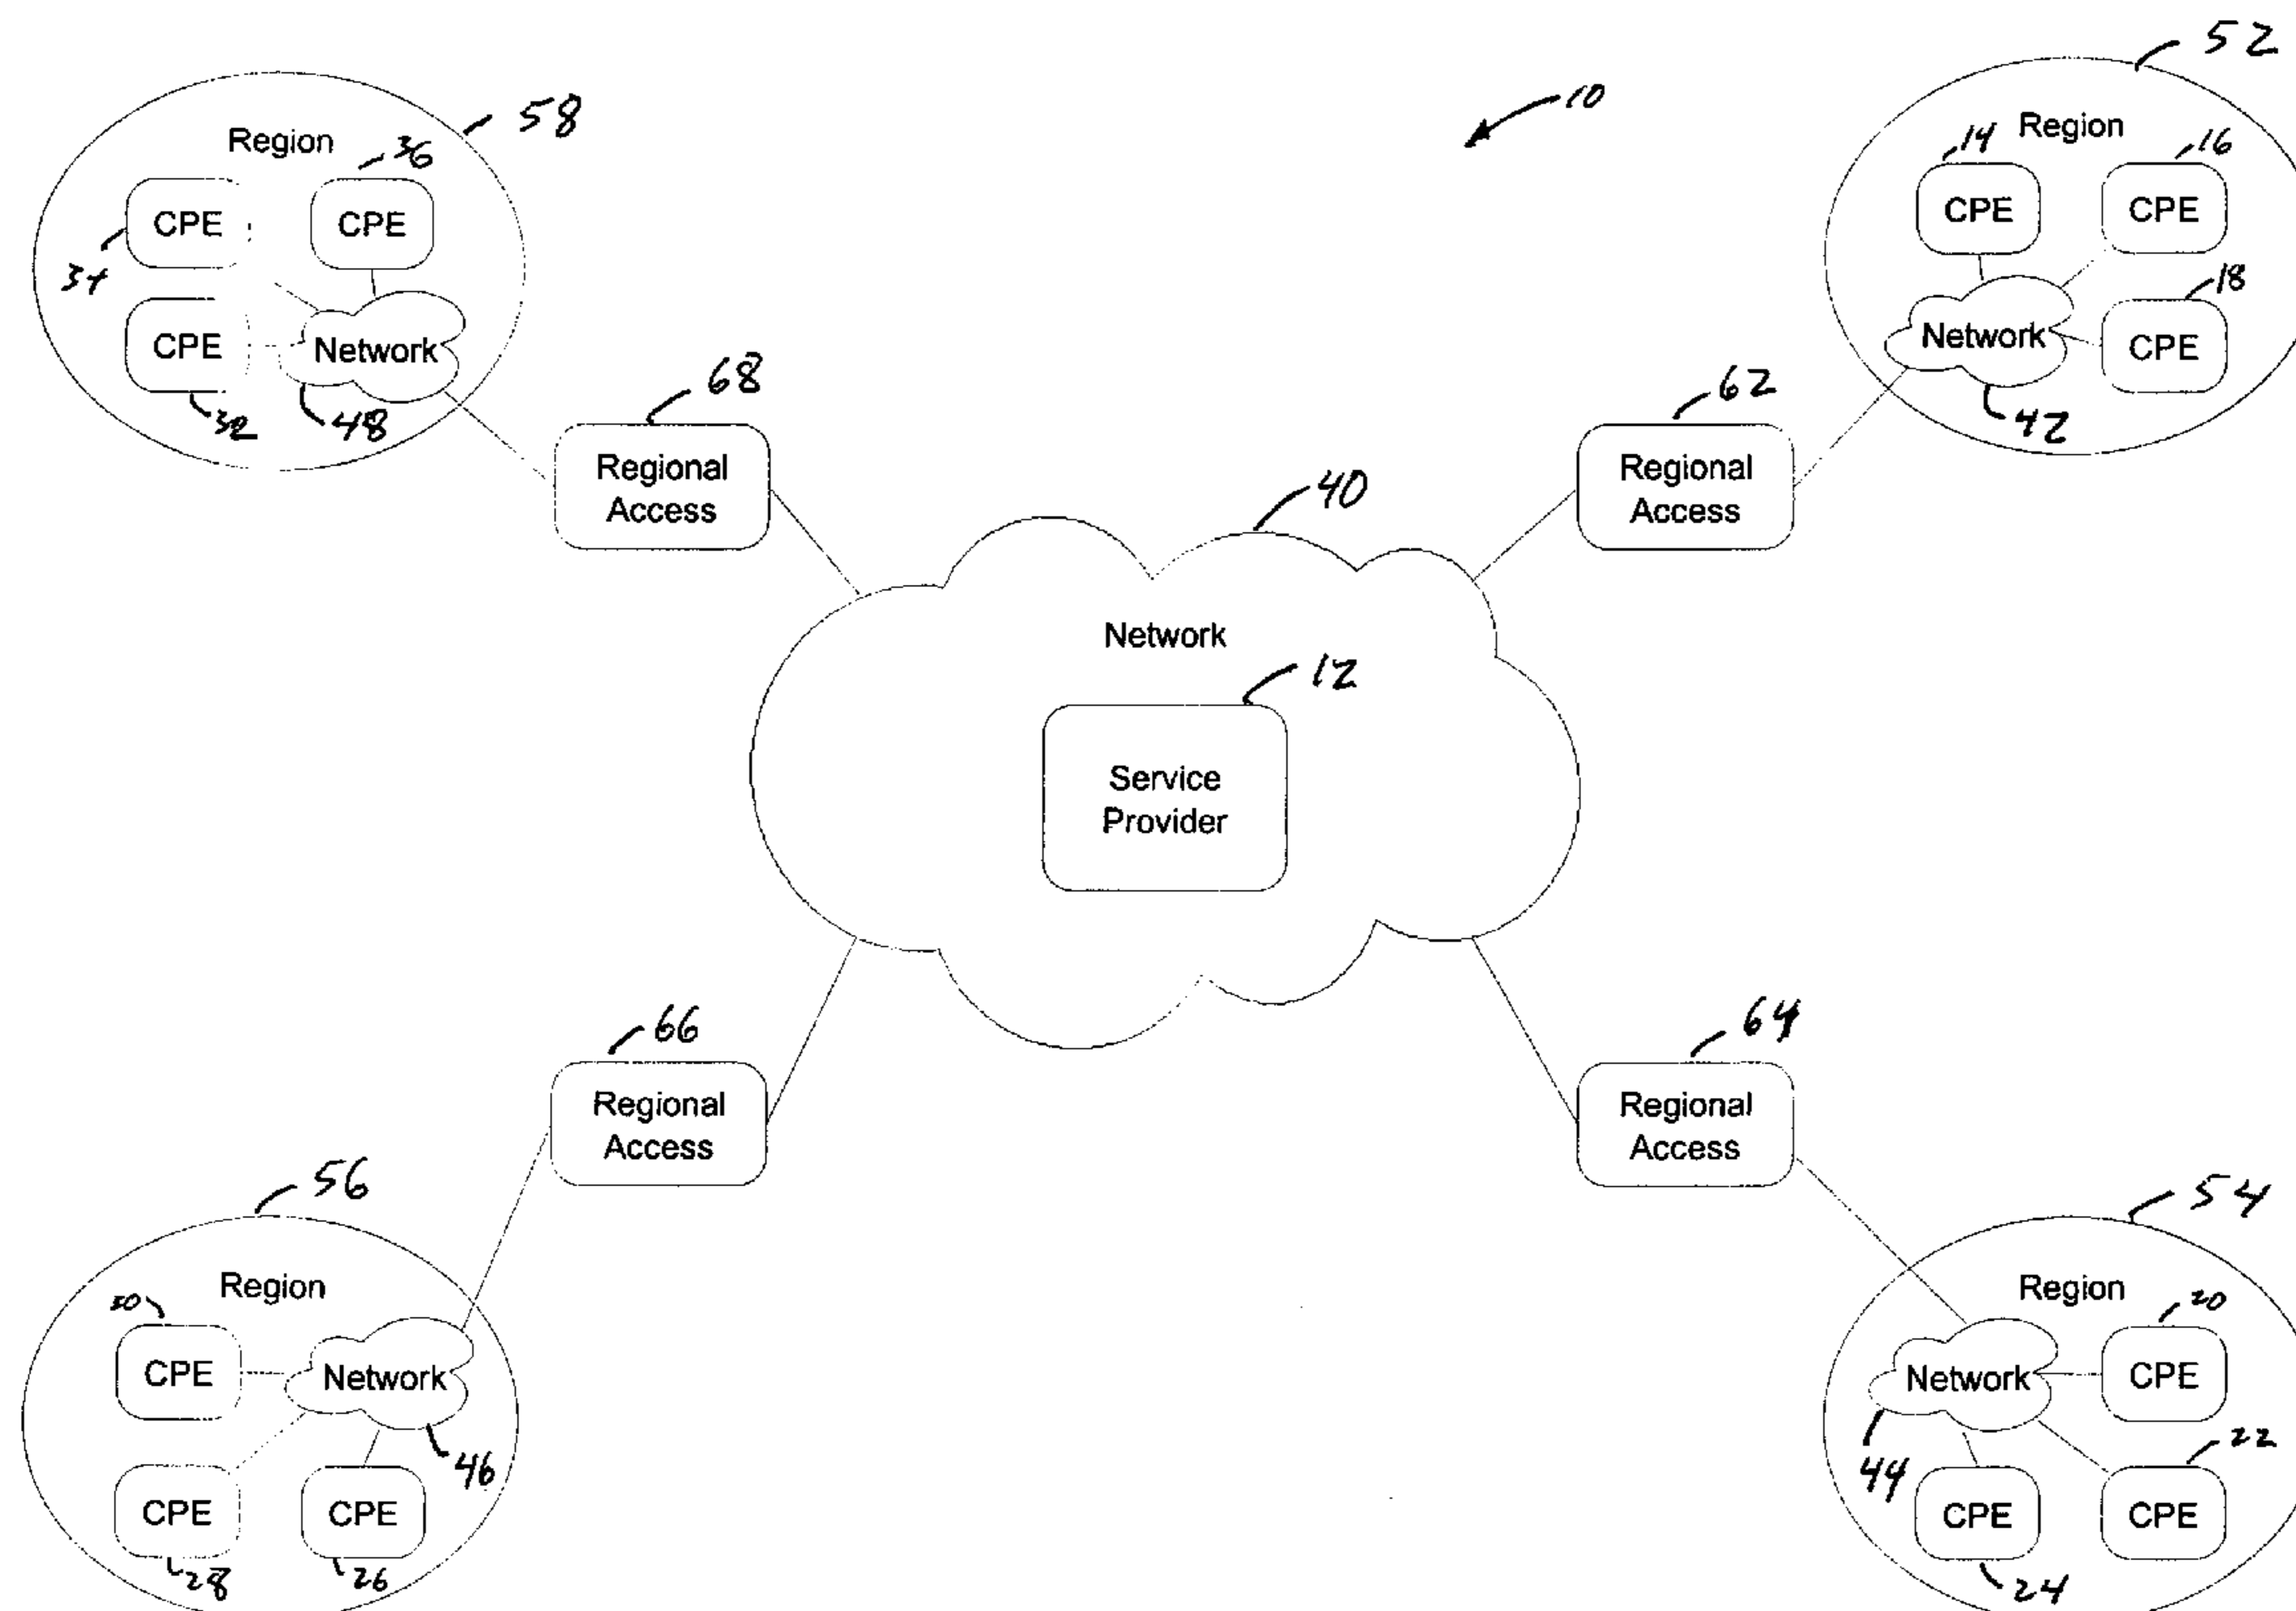 52
10
58
Region
Region
36
14
16
CPE
CPE
CPE
CPE
34
18
CPE
Network
Network
CPE
32
48
42
68
62
Regional
Access
Regional
Access
40
Network
12
Service
Provider
66
64
Regional
Access
Regional
Access
56
54
Region
Region
30
20
CPE
Network
Network
CPE
46
44
22
CPE
CPE
CPE
CPE
28
26
24